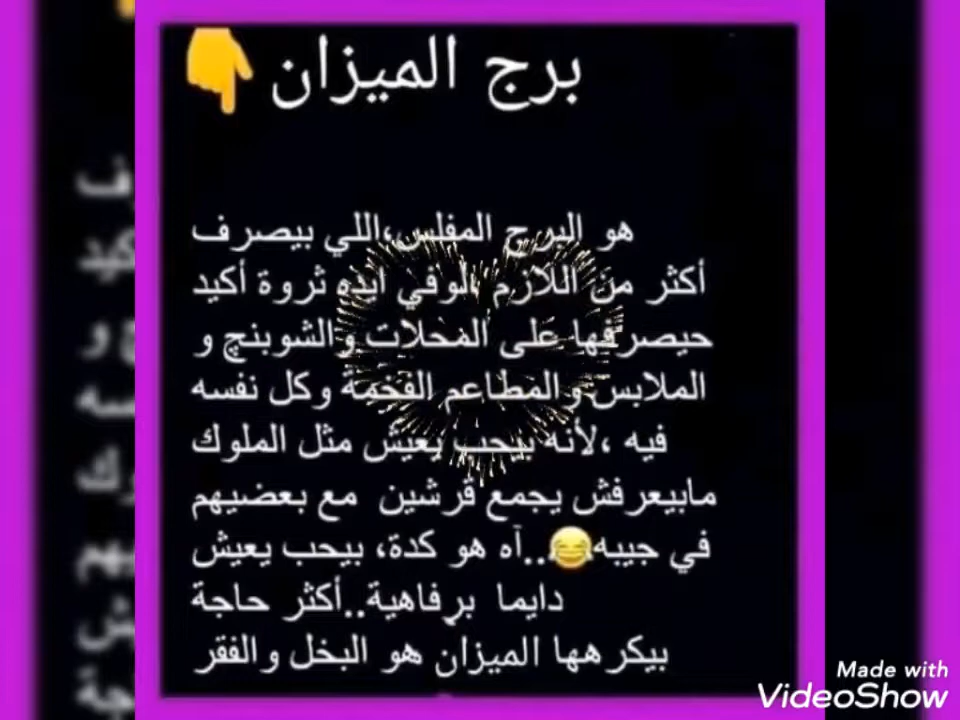 برج الميزان 👇
هو البرج المفلس،اللي بيصرف
أكثر من اللازم ,لوفي ايده ثروة أكيد
حيصرفها على المحلات والشوبنچ و
الملابس والمطاعم الفخمة وكل نفسه
فيه ،لأنه بيحب يعيش مثل الملوك
مابيعرفش يجمع قرشين مع بعضيهم
في جيبه😂..آه هو كدة، بيحب يعيش
دايما برفاهية..أكثر حاجة
بيكرهها الميزان هو البخل والفقر
Made with
VideoShow